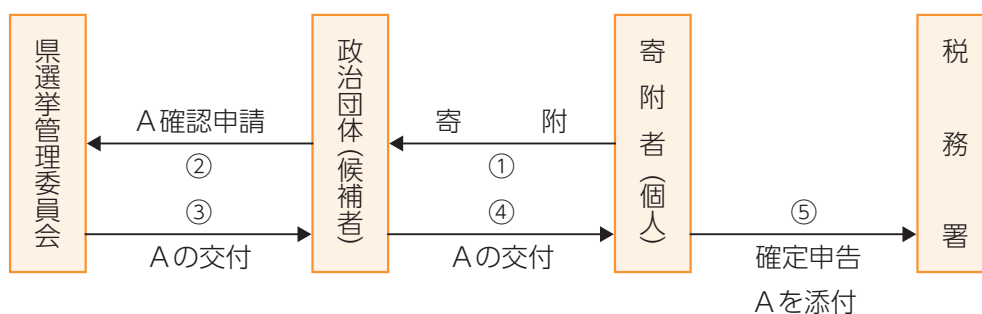 県選挙管理委員会
A確認申請
②
③
Aの交付
政治団体(候補者)
寄附
①
④
Aの交付
寄附者(個人)
⑤
確定申告
Aを添付
税務署